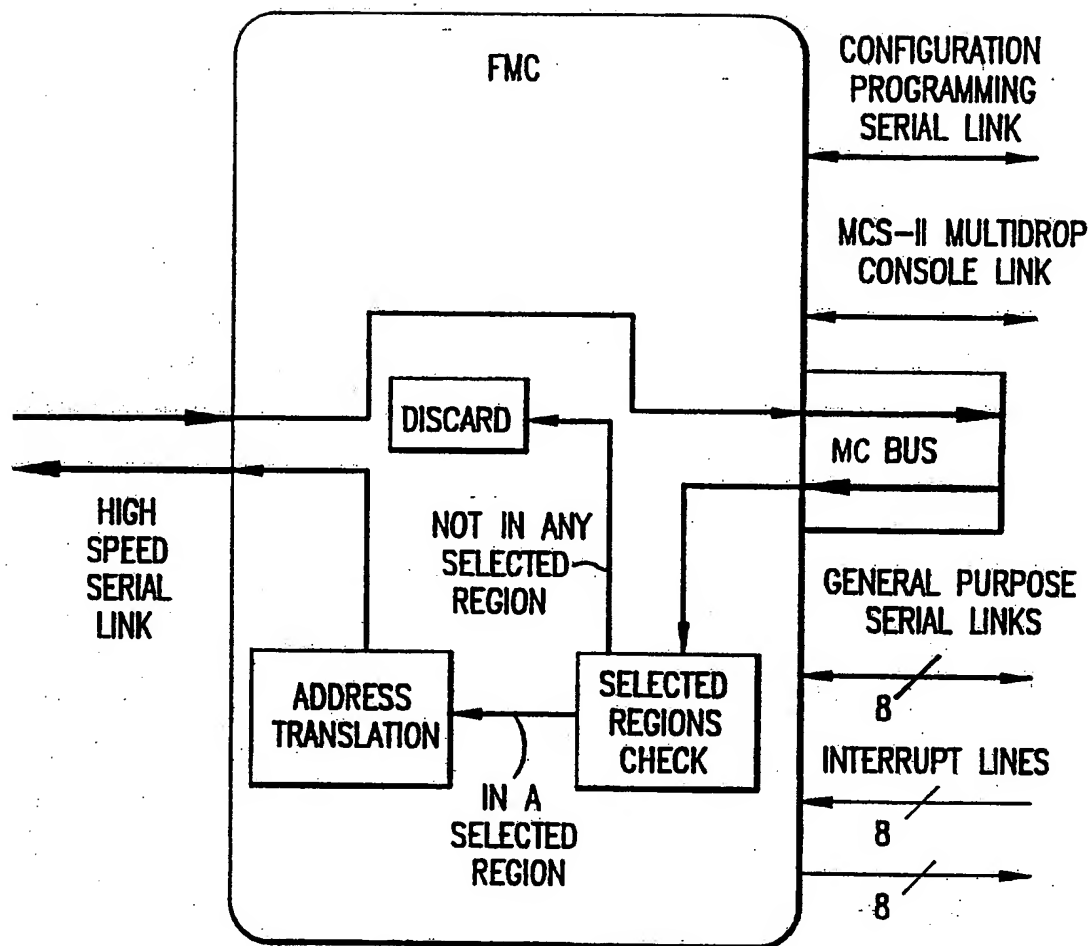 FMC
CONFIGURATION
PROGRAMMING
SERIAL LINK
MCS-II MULTIDROP
CONSOLE LINK
DISCARD
MC BUS
HIGH
SPEED
SERIAL
LINK
NOT IN ANY
SELECTED
REGION
GENERAL PURPOSE
SERIAL LINKS
8
ADDRESS
TRANSLATION
SELECTED
REGIONS
CHECK
IN A
SELECTED
REGION
INTERRUPT LINES
8
8